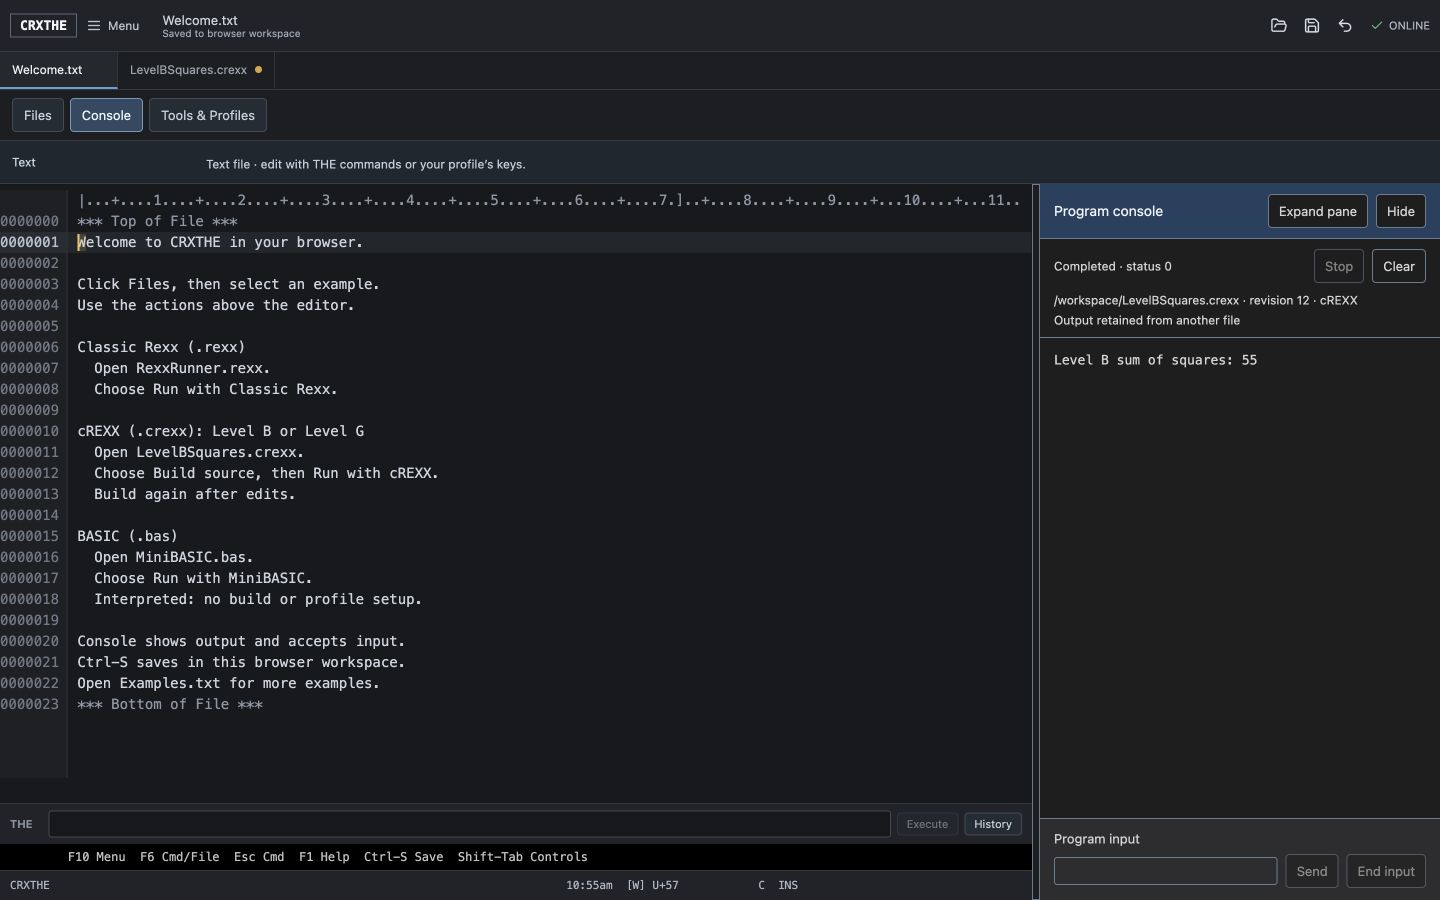 CRXTHE
Menu
Welcome.txt
Saved to browser workspace
ONLINE
Welcome.txt
LevelBSquares.crexx
Files
Console
Tools & Profiles
Text
Text file · edit with THE commands or your profile's keys.
|...+....1....+....2....+....3....+....4....+....5....+....6....+....7.]..+....8....+....9....+...10....+...11..
0000000 *** Top of File ***
0000001 Welcome to CRXTHE in your browser.
0000002
0000003 Click Files, then select an example.
0000004 Use the actions above the editor.
0000005
0000006 Classic Rexx (.rexx)
0000007   Open RexxRunner.rexx.
0000008   Choose Run with Classic Rexx.
0000009
0000010 cREXX (.crexx): Level B or Level G
0000011   Open LevelBSquares.crexx.
0000012   Choose Build source, then Run with cREXX.
0000013   Build again after edits.
0000014
0000015 BASIC (.bas)
0000016   Open MiniBASIC.bas.
0000017   Choose Run with MiniBASIC.
0000018   Interpreted: no build or profile setup.
0000019
0000020 Console shows output and accepts input.
0000021 Ctrl-S saves in this browser workspace.
0000022 Open Examples.txt for more examples.
0000023 *** Bottom of File ***
THE
Execute
History
F10 Menu  F6 Cmd/File  Esc Cmd  F1 Help  Ctrl-S Save  Shift-Tab Controls
CRXTHE
10:55am  [W] U+57
C  INS
Program console
Expand pane
Hide
Completed · status 0
Stop
Clear
/workspace/LevelBSquares.crexx · revision 12 · cREXX
Output retained from another file
Level B sum of squares: 55
Program input
Send
End input